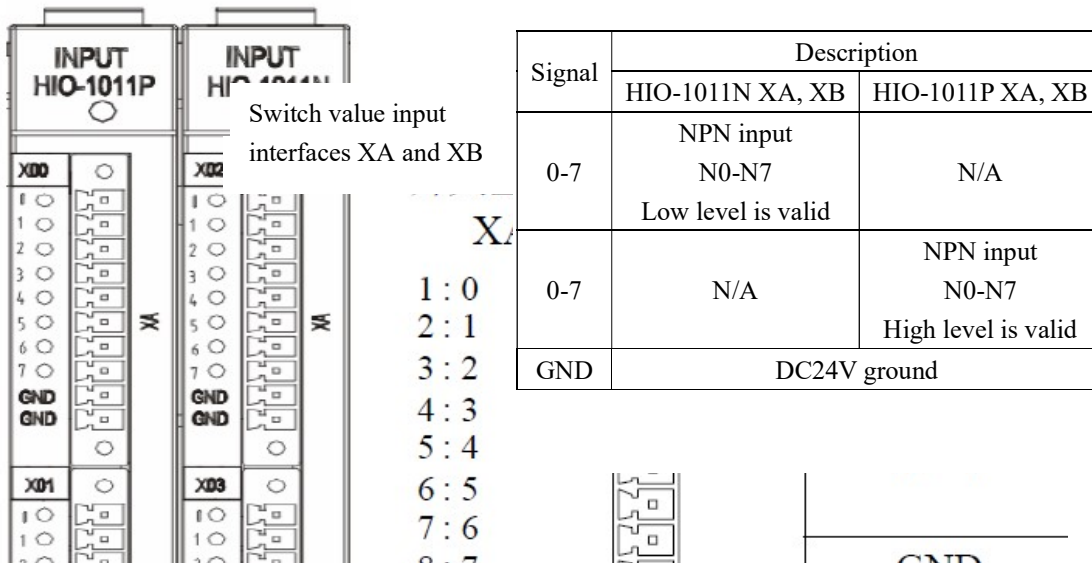 INPUT
HIO-1011P
INPUT
Switch value input
interfaces XA and XB
X00
0
1
2
3
4
5
6
7
GND
GND
XA
X01
0
1
X02
0
1
2
3
4
5
6
7
GND
GND
XA
X03
0
1
1 : 0
2 : 1
3 : 2
4 : 3
5 : 4
6 : 5
7 : 6
Signal Description
HIO-1011N XA, XB HIO-1011P XA, XB
0-7 NPN input N0-N7 Low level is valid N/A
0-7 N/A NPN input N0-N7 High level is valid
GND DC24V ground